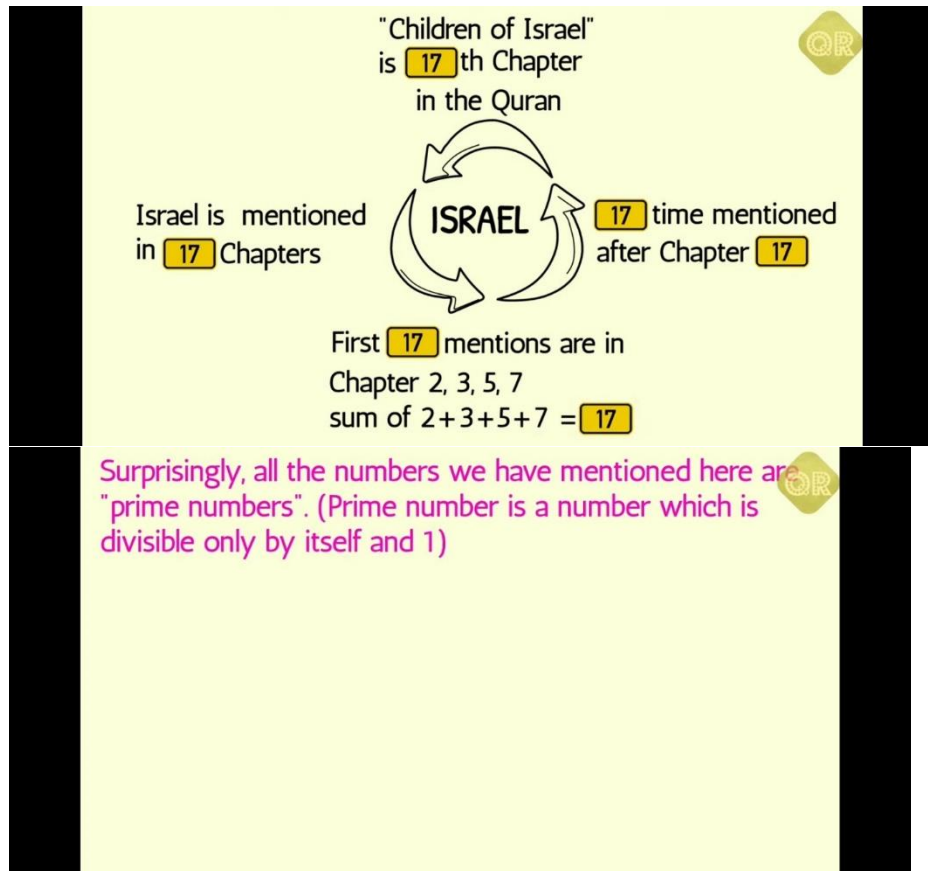 "Children of Israel"
is 17 th Chapter
in the Quran
QR
Israel is mentioned
in 17 Chapters
ISRAEL
17 time mentioned
after Chapter 17
First 17 mentions are in
Chapter 2, 3, 5, 7
sum of 2+3+5+7 = 17
Surprisingly, all the numbers we have mentioned here are
"prime numbers". (Prime number is a number which is
divisible only by itself and 1)
QR